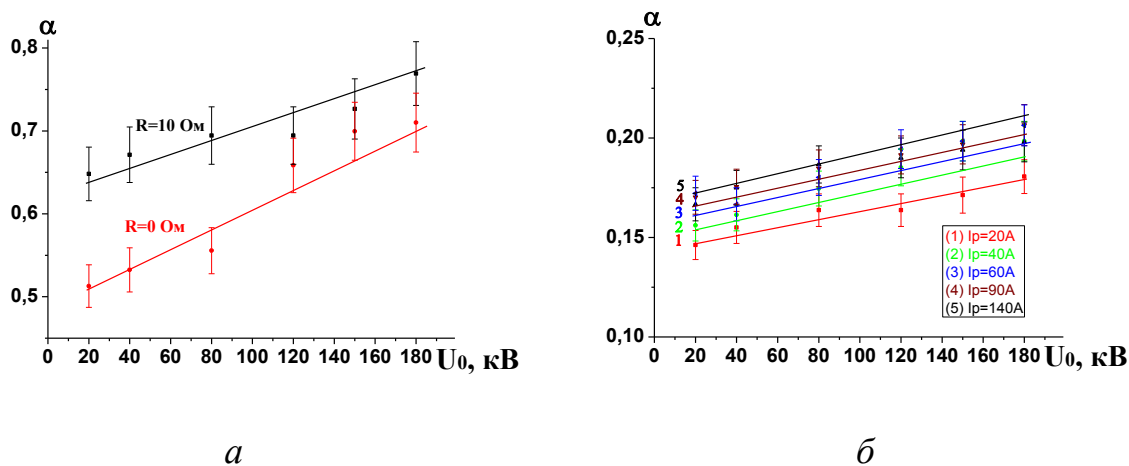 α
0,8
0,7
0,6
0,5
R=10 Ом
R=0 Ом
0 20 40 60 80 100 120 140 160 180
U₀, кВ
а
α
0,25
0,20
0,15
0,10
5
4
3
2
1
(1) Ip=20A
(2) Ip=40A
(3) Ip=60A
(4) Ip=90A
(5) Ip=140A
0 20 40 60 80 100 120 140 160 180
U₀, кВ
б